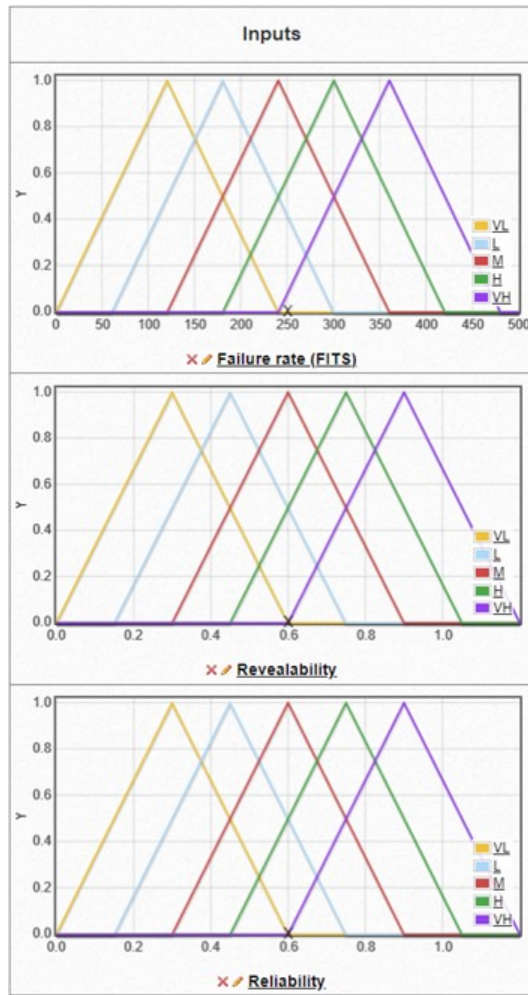 Inputs
1.0
0.8
0.6
0.4
0.2
0.0
Y
VL
L
M
H
VH
0 50 100 150 200 250 300 350 400 450 500
Failure rate (FITS)
1.0
0.8
0.6
0.4
0.2
0.0
Y
VL
L
M
H
VH
0.0 0.2 0.4 0.6 0.8 1.0
Revealability
1.0
0.8
0.6
0.4
0.2
0.0
Y
VL
L
M
H
VH
0.0 0.2 0.4 0.6 0.8 1.0
Reliability